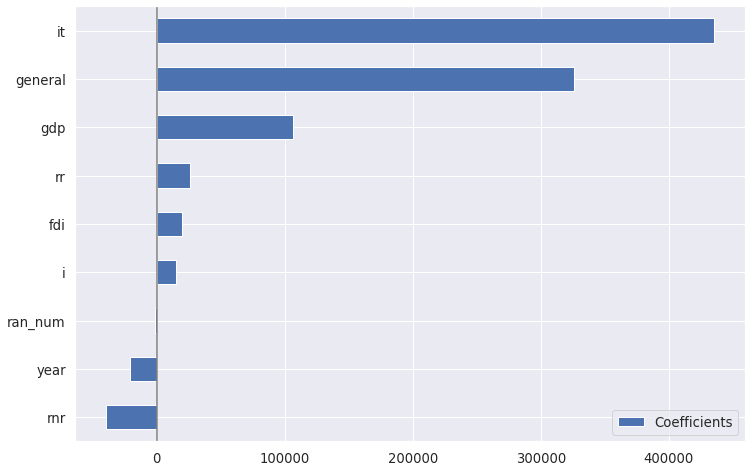 it
general
gdp
rr
fdi
i
ran_num
year
rnr
Coefficients
0 100000 200000 300000 400000